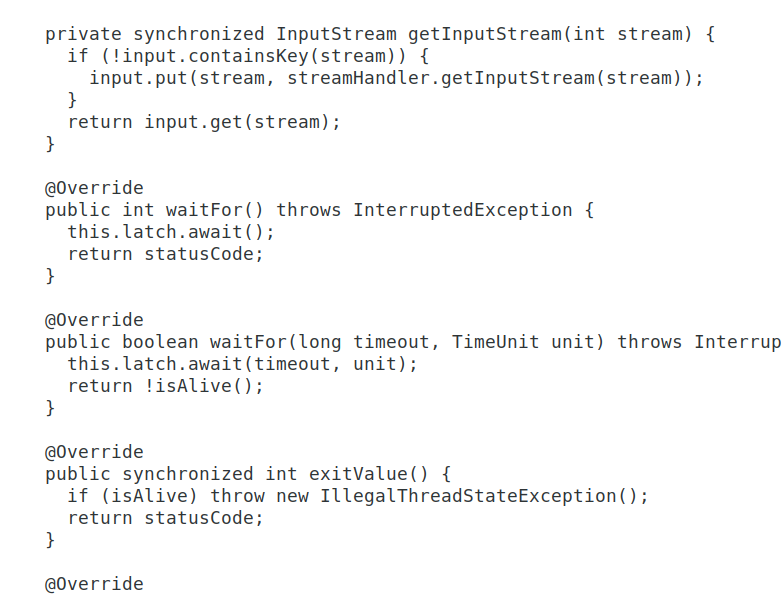 private synchronized InputStream getInputStream(int stream) {
  if (!input.containsKey(stream)) {
    input.put(stream, streamHandler.getInputStream(stream));
  }
  return input.get(stream);
}

@Override
public int waitFor() throws InterruptedException {
  this.latch.await();
  return statusCode;
}

@Override
public boolean waitFor(long timeout, TimeUnit unit) throws Interrup
  this.latch.await(timeout, unit);
  return !isAlive();
}

@Override
public synchronized int exitValue() {
  if (isAlive) throw new IllegalThreadStateException();
  return statusCode;
}

@Override